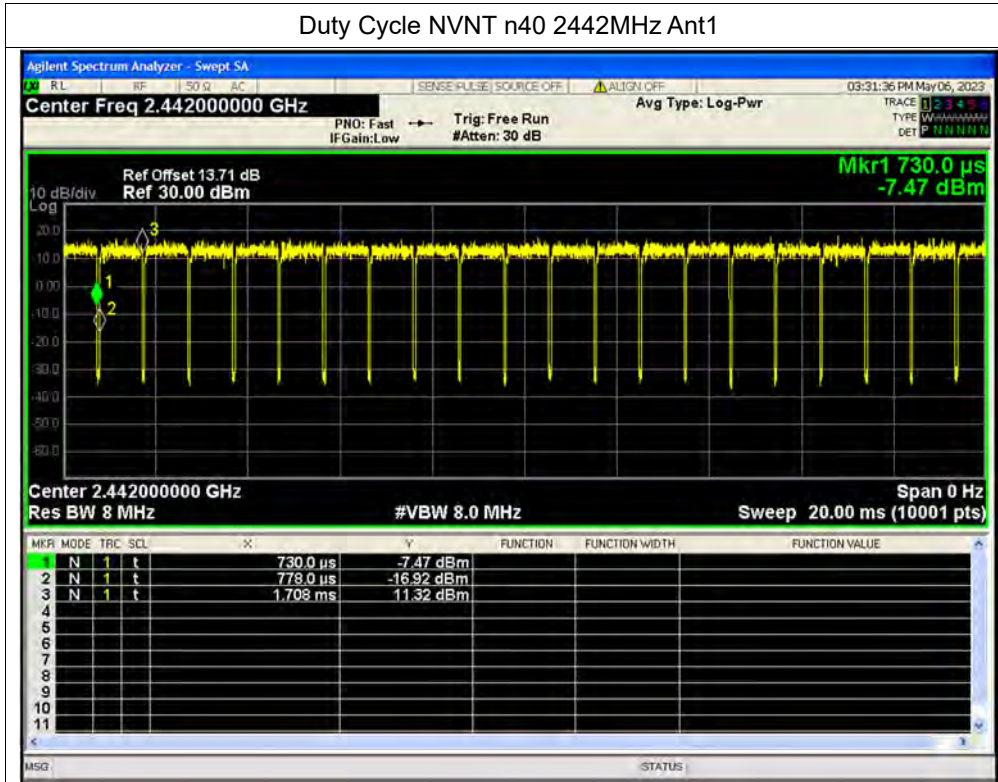 Duty Cycle NVNT n40 2442MHz Ant1
Agilent Spectrum Analyzer - Swept SA
LXI RL RF 50 Ω AC SENSE:PULSE SOURCE OFF ALIGN OFF 03:31:36 PM May 06, 2023
Center Freq 2.442000000 GHz
PNO: Fast
IFGain:Low
Trig: Free Run
#Atten: 30 dB
Avg Type: Log-Pwr
TRACE 1 2 3 4 5 6
TYPE W
DET P N N N N N
Mkr1 730.0 µs
-7.47 dBm
Ref Offset 13.71 dB
10 dB/div Ref 30.00 dBm
Log
20.0
10.0
0.00
-10.0
-20.0
-30.0
-40.0
-50.0
-60.0
1
2
3
Center 2.442000000 GHz Span 0 Hz
Res BW 8 MHz #VBW 8.0 MHz Sweep 20.00 ms (10001 pts)
MKR MODE TRC SCL X Y FUNCTION FUNCTION WIDTH FUNCTION VALUE
1 N 1 t 730.0 µs -7.47 dBm
2 N 1 t 778.0 µs -16.92 dBm
3 N 1 t 1.708 ms 11.32 dBm
4
5
6
7
8
9
10
11
MSG STATUS